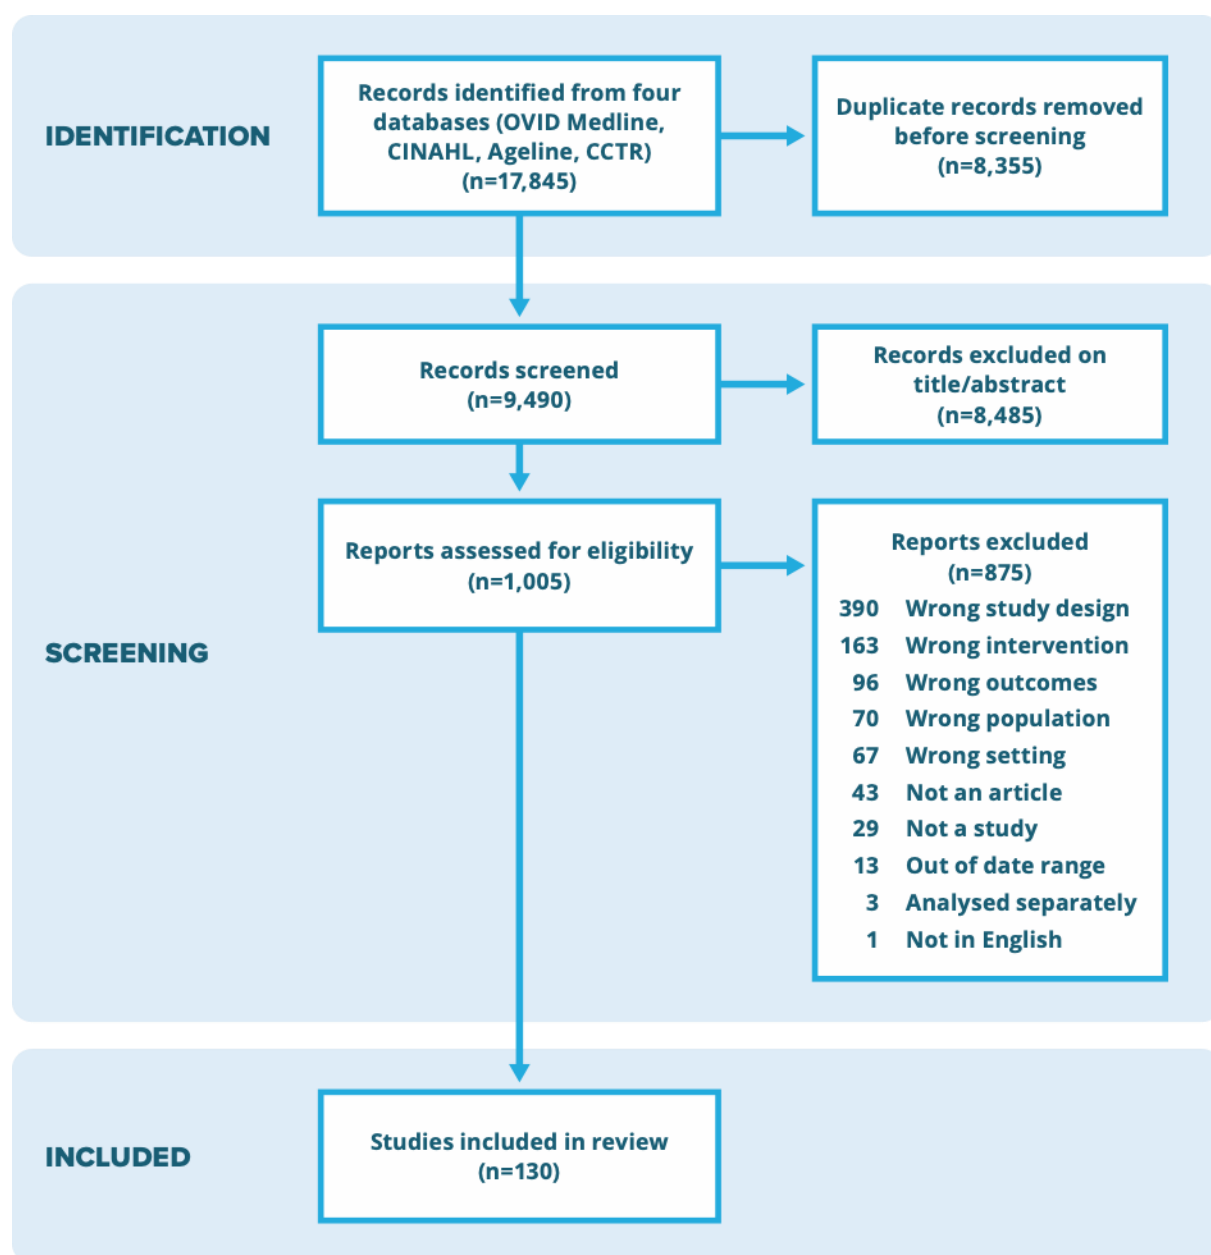 IDENTIFICATION
Records identified from four
databases (OVID Medline,
CINAHL, Ageline, CCTR)
(n=17,845)
Duplicate records removed
before screening
(n=8,355)
SCREENING
Records screened
(n=9,490)
Records excluded on
title/abstract
(n=8,485)
Reports assessed for eligibility
(n=1,005)
Reports excluded
(n=875)
390 Wrong study design
163 Wrong intervention
96 Wrong outcomes
70 Wrong population
67 Wrong setting
43 Not an article
29 Not a study
13 Out of date range
3 Analysed separately
1 Not in English
INCLUDED
Studies included in review
(n=130)